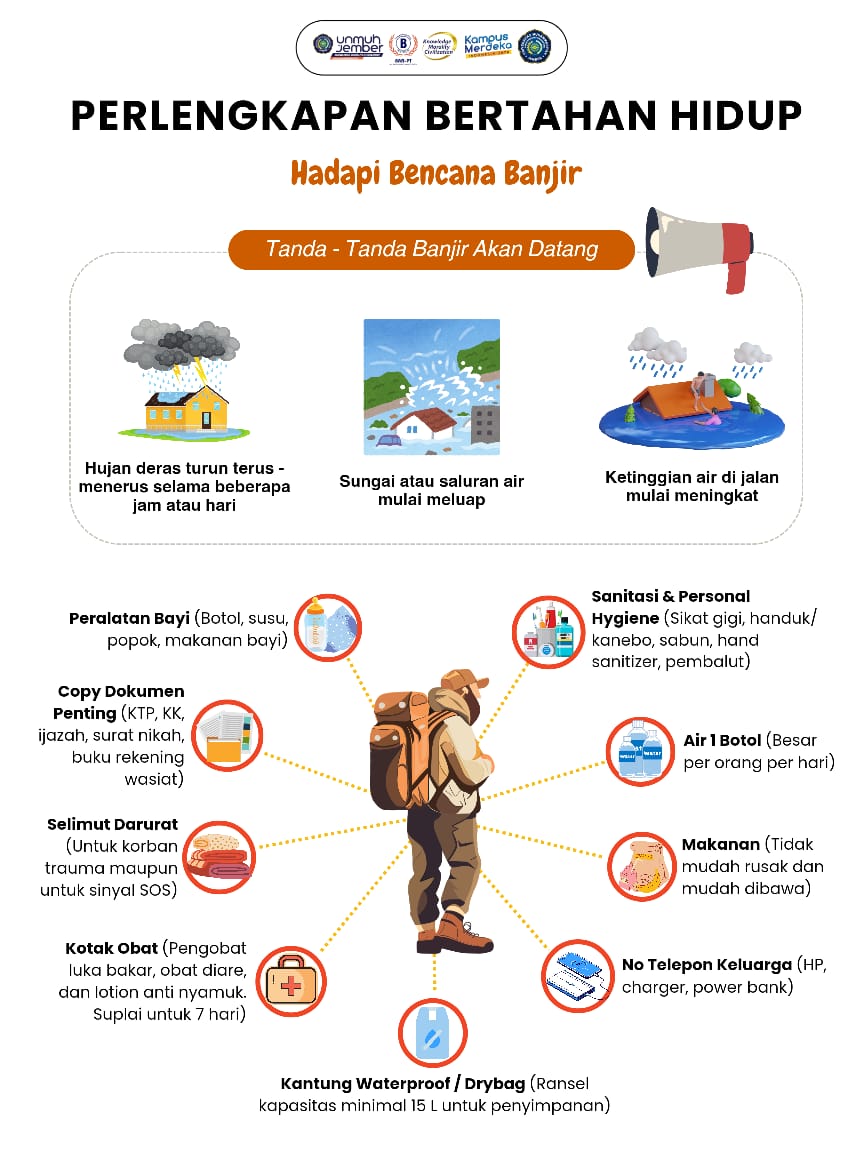 unmuh
jember
B
BAN-PT
Knowledge
Morality
Civilization
Kampus
Merdeka
INDONESIA JAYA
PERLENGKAPAN BERTAHAN HIDUP
Hadapi Bencana Banjir
Tanda - Tanda Banjir Akan Datang
Hujan deras turun terus -
menerus selama beberapa
jam atau hari
Sungai atau saluran air
mulai meluap
Ketinggian air di jalan
mulai meningkat
Peralatan Bayi (Botol, susu,
popok, makanan bayi)
Sanitasi & Personal
Hygiene (Sikat gigi, handuk/
kanebo, sabun, hand
sanitizer, pembalut)
Copy Dokumen
Penting (KTP, KK,
ijazah, surat nikah,
buku rekening
wasiat)
Air 1 Botol (Besar
per orang per hari)
Selimut Darurat
(Untuk korban
trauma maupun
untuk sinyal SOS)
Makanan (Tidak
mudah rusak dan
mudah dibawa)
Kotak Obat (Pengobat
luka bakar, obat diare,
dan lotion anti nyamuk.
Suplai untuk 7 hari)
No Telepon Keluarga (HP,
charger, power bank)
Kantung Waterproof / Drybag (Ransel
kapasitas minimal 15 L untuk penyimpanan)